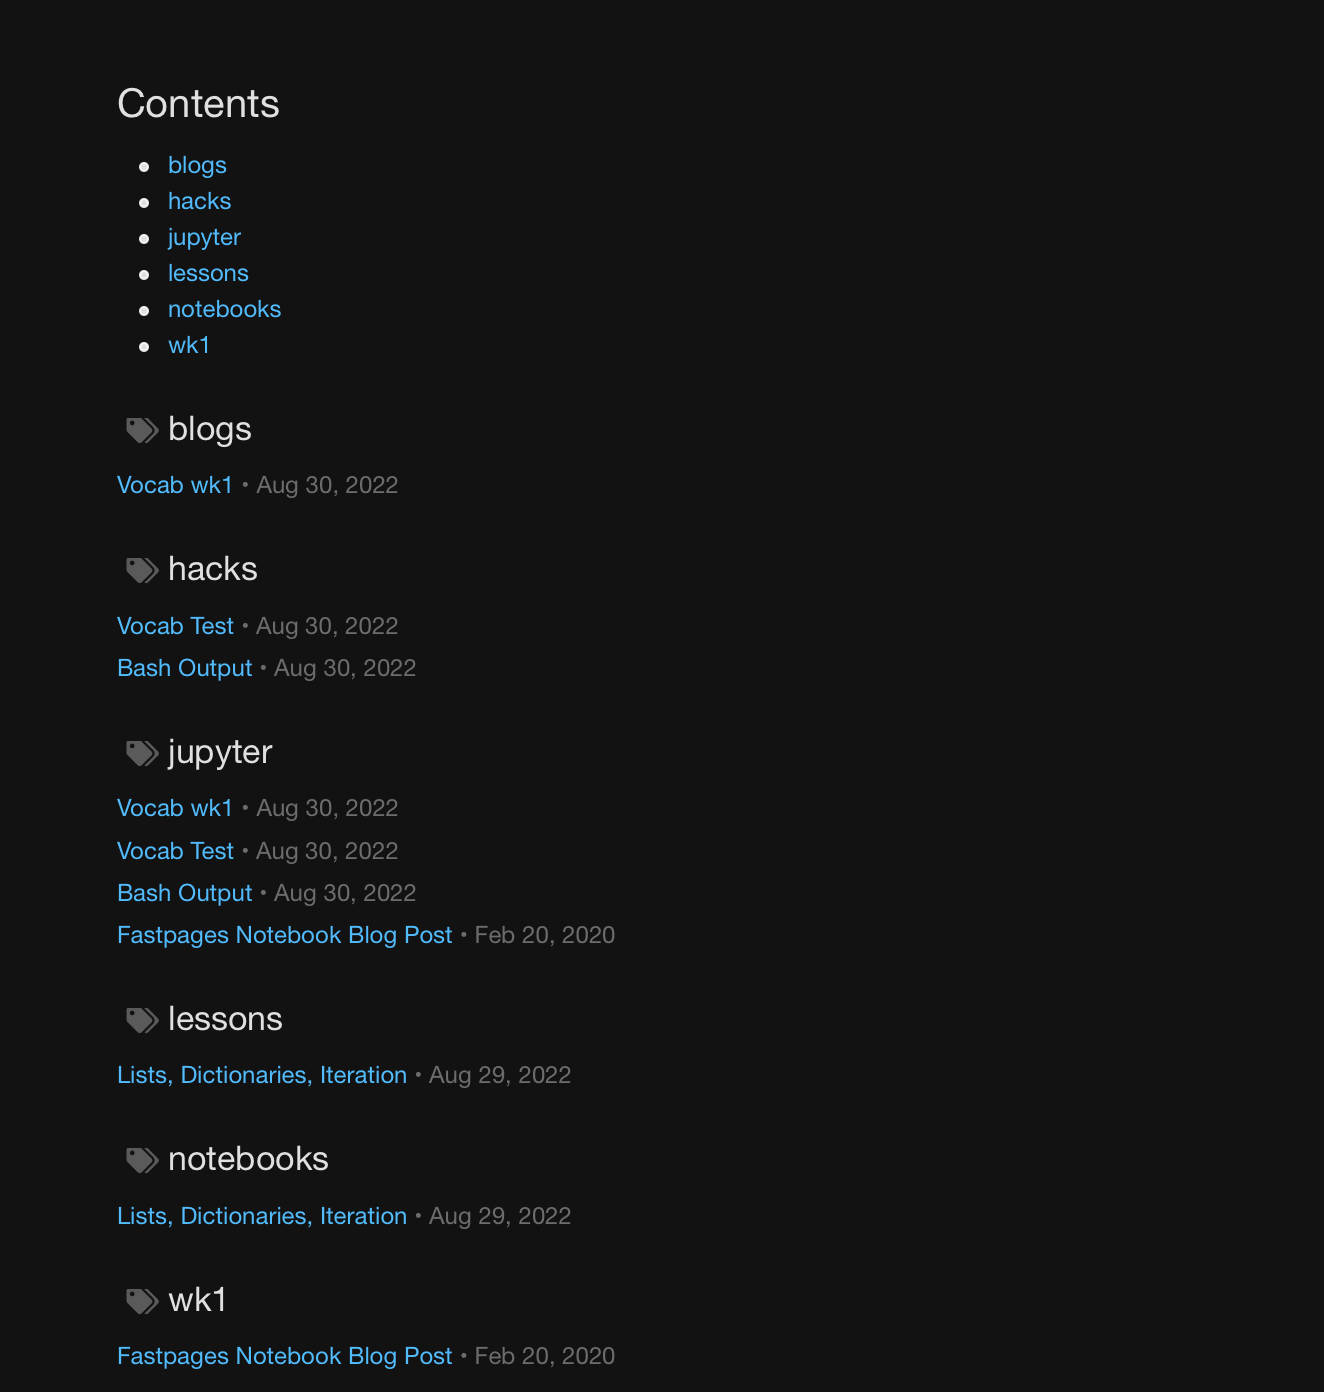 Contents
blogs
hacks
jupyter
lessons
notebooks
wk1
blogs
Vocab wk1 • Aug 30, 2022
hacks
Vocab Test • Aug 30, 2022
Bash Output • Aug 30, 2022
jupyter
Vocab wk1 • Aug 30, 2022
Vocab Test • Aug 30, 2022
Bash Output • Aug 30, 2022
Fastpages Notebook Blog Post • Feb 20, 2020
lessons
Lists, Dictionaries, Iteration • Aug 29, 2022
notebooks
Lists, Dictionaries, Iteration • Aug 29, 2022
wk1
Fastpages Notebook Blog Post • Feb 20, 2020